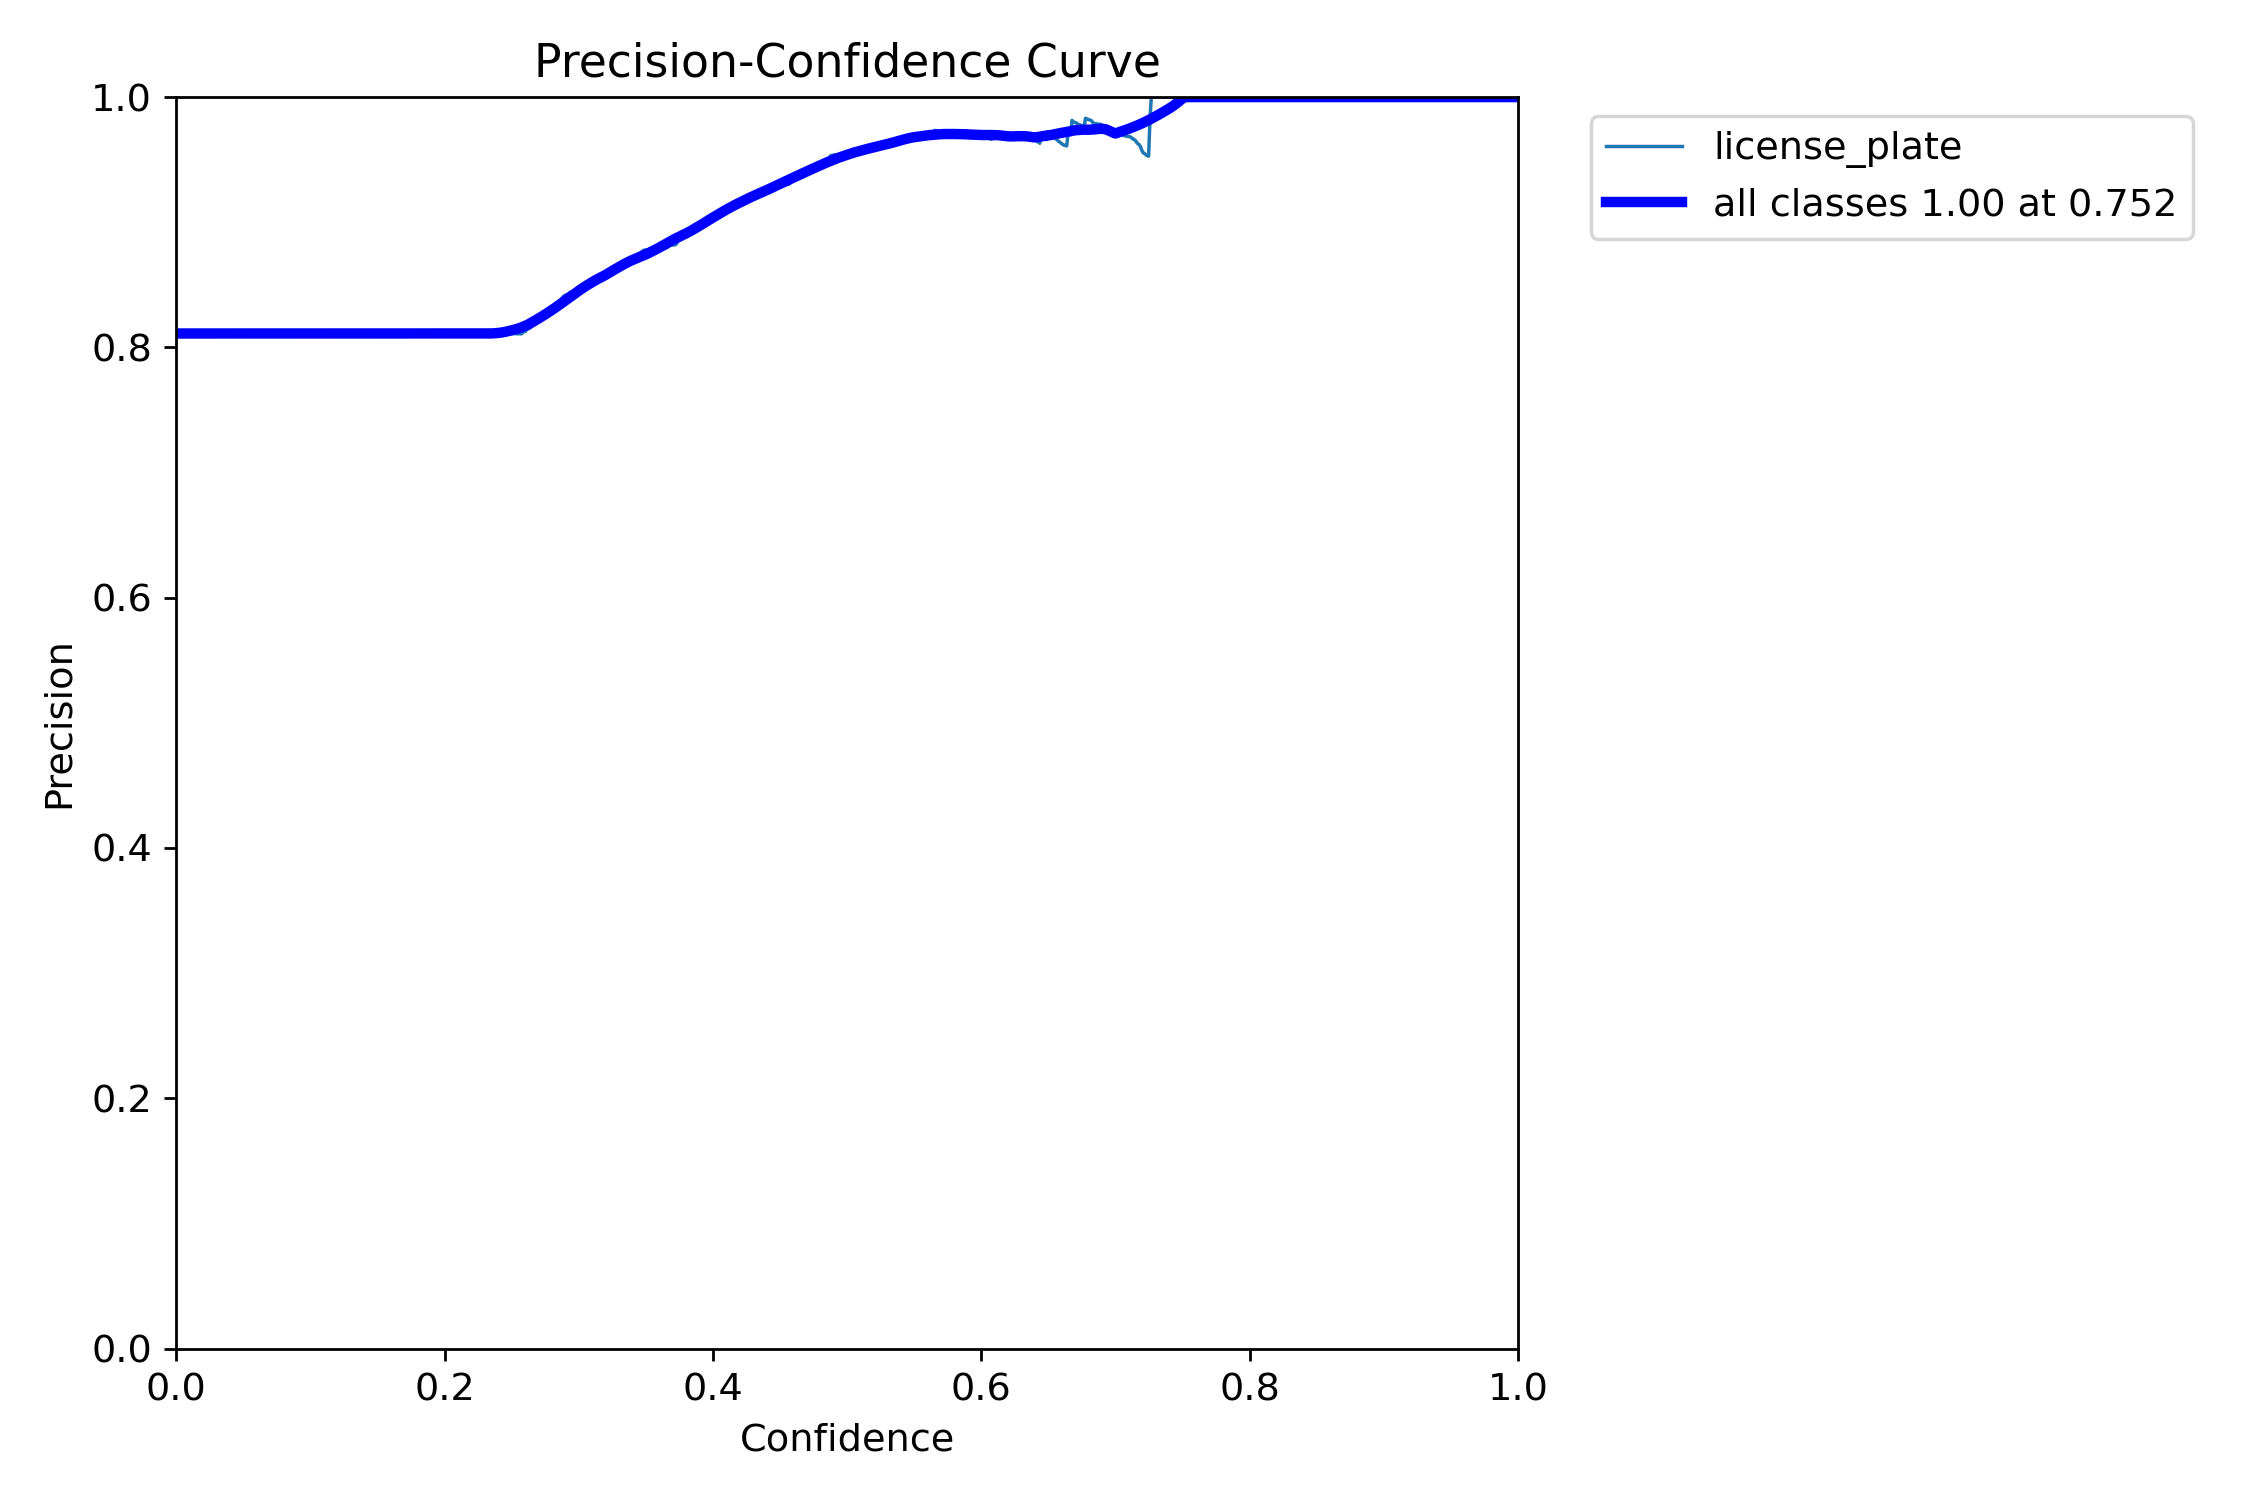 Precision-Confidence Curve
1.0
0.8
0.6
0.4
0.2
0.0
Precision
0.0 0.2 0.4 0.6 0.8 1.0
Confidence
license_plate
all classes 1.00 at 0.752